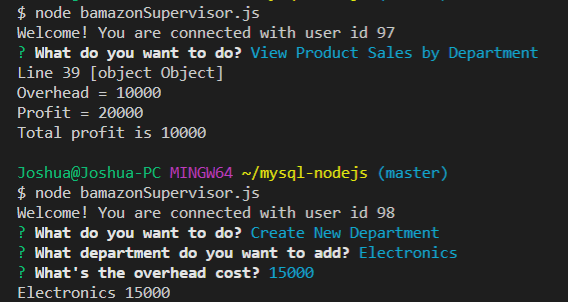 $ node bamazonSupervisor.js
Welcome! You are connected with user id 97
? What do you want to do? View Product Sales by Department
Line 39 [object Object]
Overhead = 10000
Profit = 20000
Total profit is 10000
Joshua@Joshua-PC MINGW64 ~/mysql-nodejs (master)
$ node bamazonSupervisor.js
Welcome! You are connected with user id 98
? What do you want to do? Create New Department
? What department do you want to add? Electronics
? What's the overhead cost? 15000
Electronics 15000